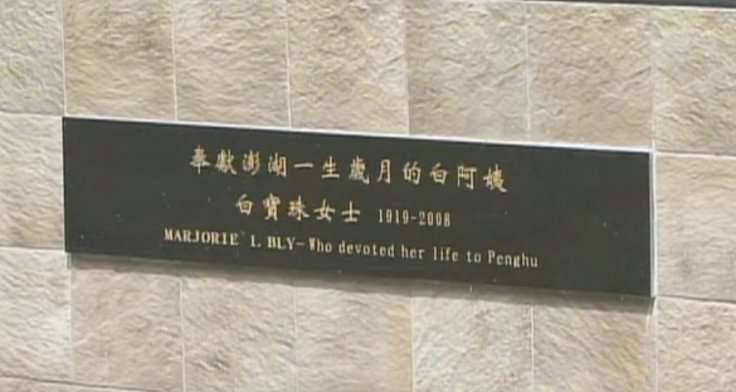 奉獻澎湖一生歲月的白阿姨
白寶珠女士 1919-2008
MARJORIE I. BLY-Who devoted her life to Penghu